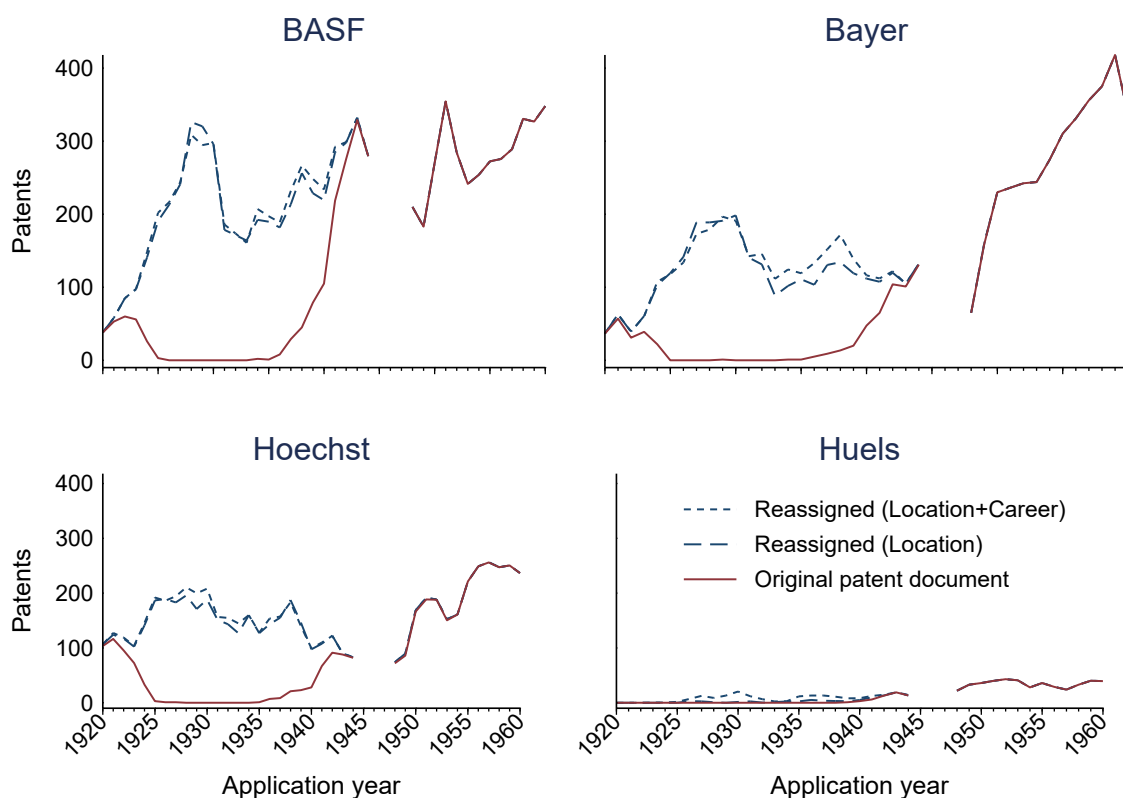 BASF
Bayer
400
300
200
100
0
Patents
Hoechst
Huels
400
300
200
100
0
Patents
Reassigned (Location+Career)
Reassigned (Location)
Original patent document
1920
1925
1930
1935
1940
1945
1950
1955
1960
1920
1925
1930
1935
1940
1945
1950
1955
1960
Application year
Application year